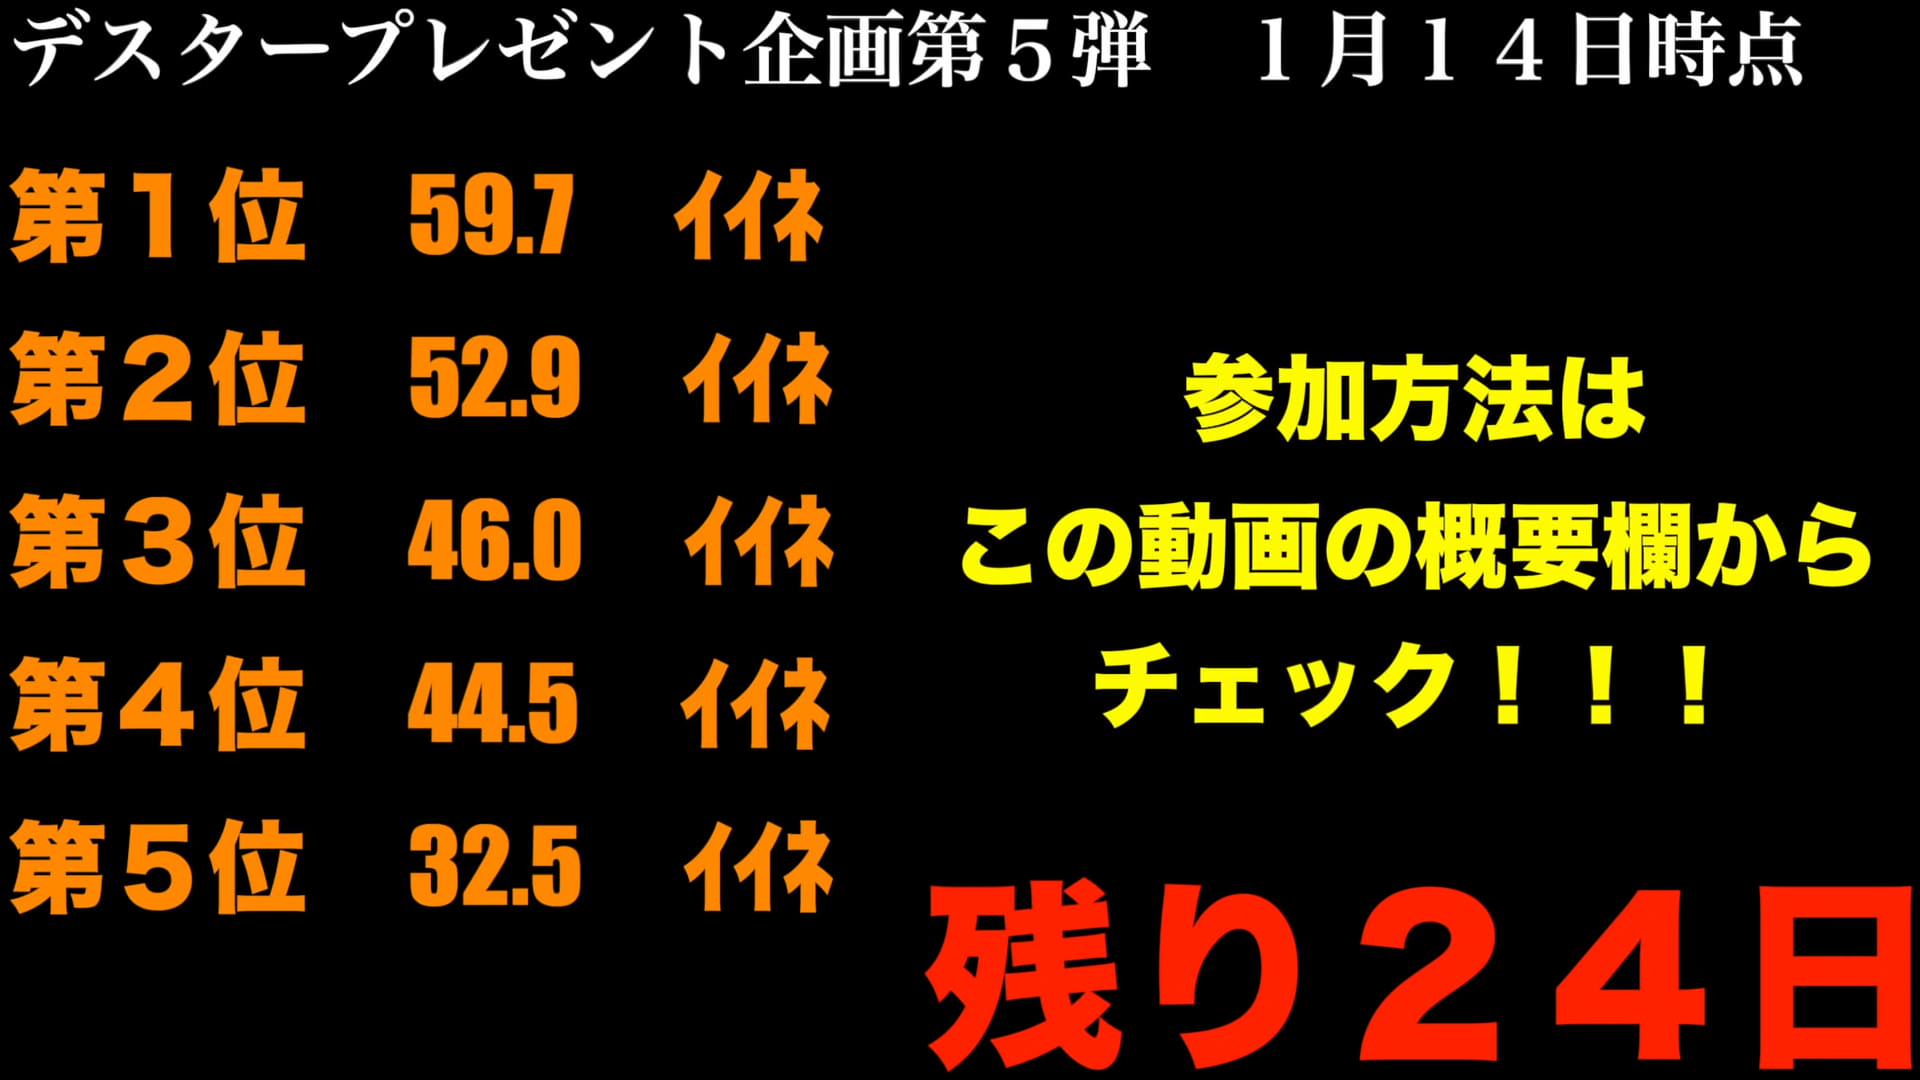 デスタープレゼント企画第５弾　１月１４日時点
第１位　59.7　ｲｲﾈ
第２位　52.9　ｲｲﾈ
第３位　46.0　ｲｲﾈ
第４位　44.5　ｲｲﾈ
第５位　32.5　ｲｲﾈ
参加方法は
この動画の概要欄から
チェック！！！
残り２４日